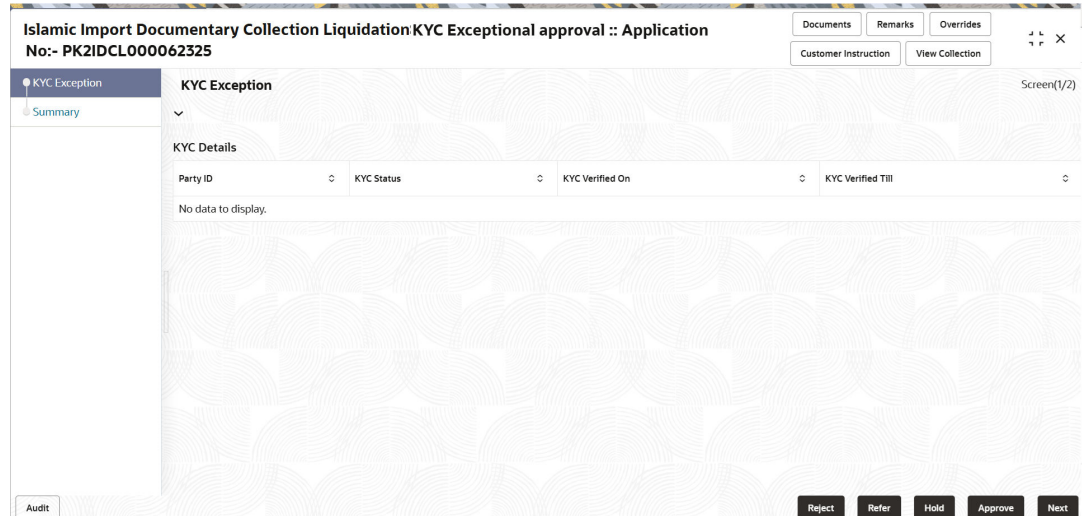 Islamic Import Documentary Collection Liquidation KYC Exceptional approval :: Application
No:- PK2IDCL000062325
Documents Remarks Overrides
Customer Instruction View Collection
KYC Exception
Summary
KYC Exception Screen(1/2)
KYC Details
Party ID KYC Status KYC Verified On KYC Verified Till
No data to display.
Audit Reject Refer Hold Approve Next